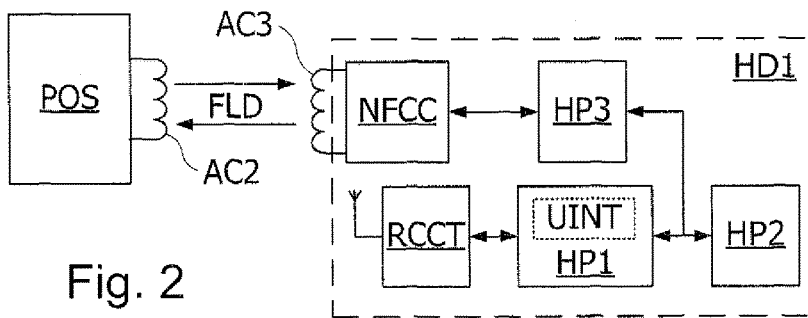 AC3
HD1
POS
FLD
NFCC
HP3
AC2
UINT
RCCT
HP1
HP2
Fig. 2